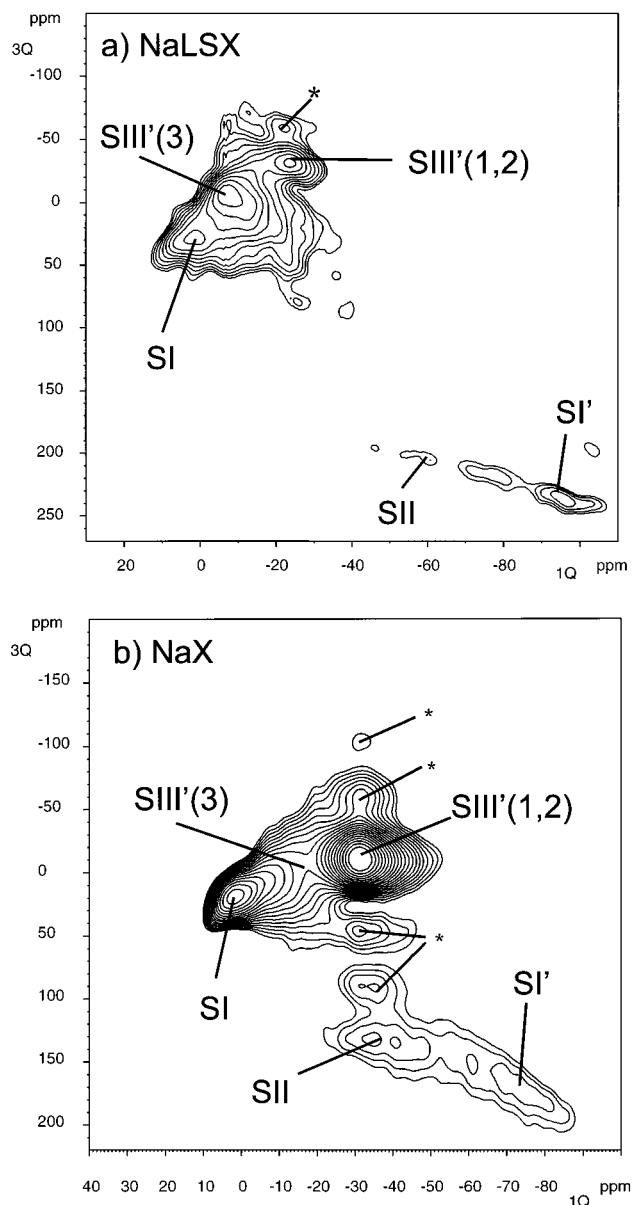 ppm
3Q
a) NaLSX
-100
*
-50
SIII'(3)
SIII'(1,2)
0
50
SI
100
150
SI'
200
SII
250
20 0 -20 -40 -60 -80 1Q ppm
ppm
3Q
b) NaX
-150
*
-100
*
SIII'(3)
-50
SIII'(1,2)
0
50
*
SI
100
SI'
150
SII
200
40 30 20 10 0 -10 -20 -30 -40 -50 -60 -70 -80 1Q ppm